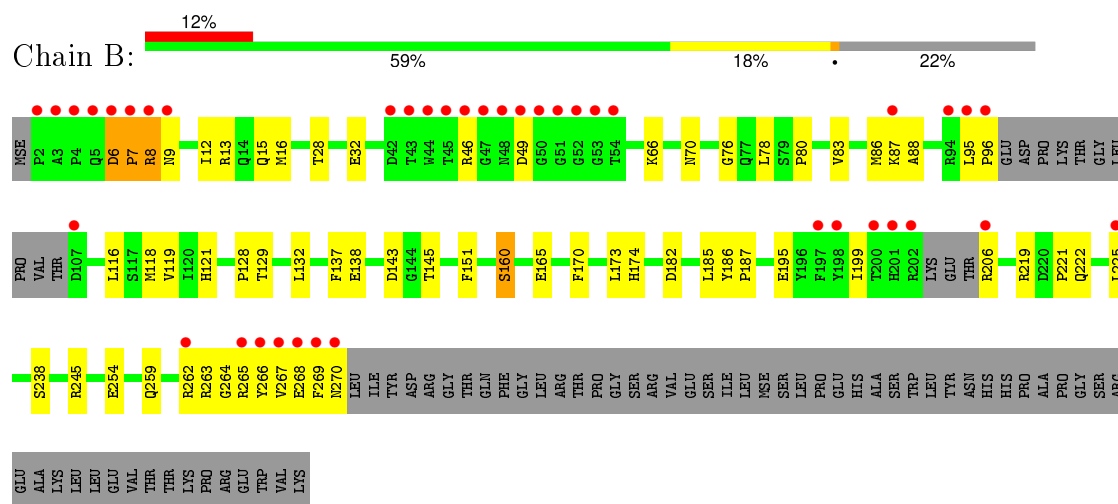 12%
Chain B:
59% 18% • 22%
MSE P2 A3 P4 Q5 D6 P7 R8 N9 I12 R13 Q14 Q15 M16 T28 E32 D42 T43 W44 T45 R46 G47 N48 D49 G50 G51 G52 G53 T54 K66 N70 G76 Q77 L78 S79 P80 V83 M86 K87 A88 R94 L95 P96 GLU ASP PRO LYS THR GLY LEU
PRO VAL THR D107 L116 S117 M118 V119 I120 H121 P128 T129 L132 F137 E138 D143 G144 T145 F151 S160 E165 F170 L173 H174 D182 L185 Y186 P187 E195 Y196 F197 Y198 I199 T200 H201 R202 LYS GLU THR R206 R219 D220 P221 Q222
S238 R245 E254 Q259 R262 R263 G264 R265 Y266 V267 E268 F269 N270 LEU ILE TYR ASP ARG GLY THR GLN PHE GLY LEU ARG THR PRO GLY SER ARG VAL GLU SER ILE LEU MSE SER LEU PRO GLU HIS ALA SER TRP LEU TYR ASN HIS HIS PRO ALA PRO GLY SER ARG
GLU ALA LYS LEU LEU GLU VAL THR THR LYS PRO ARG GLU TRP VAL LYS